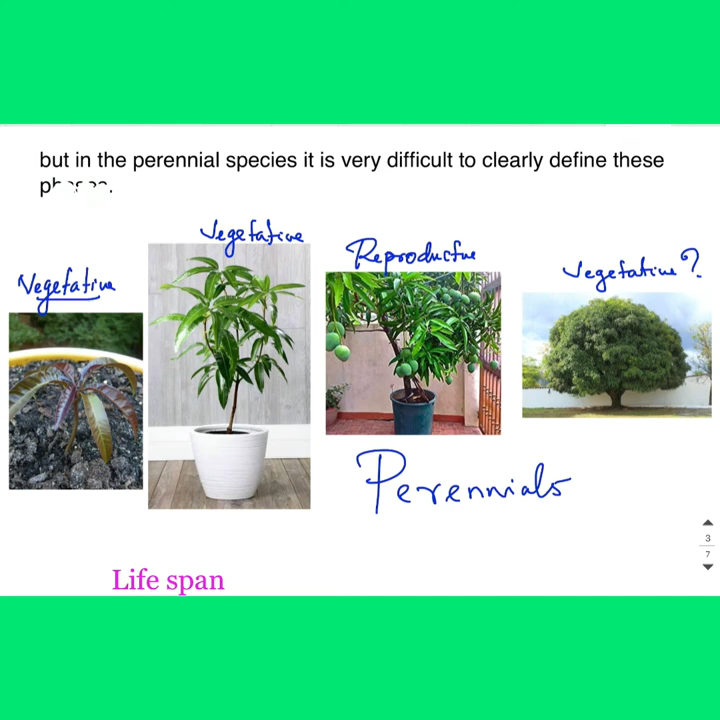 but in the perennial species it is very difficult to clearly define these
Vegetative
Vegetative
Reproductive
Vegetative?
Perennials
3
7
Life span